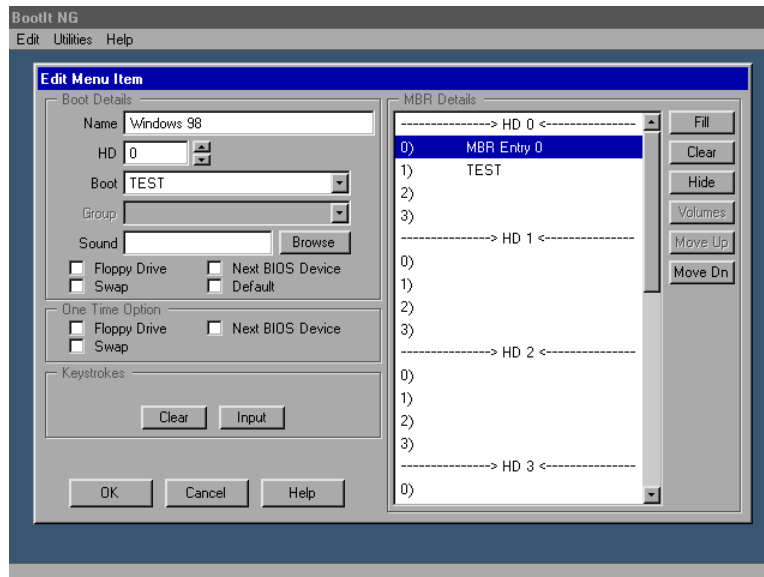 BootIt NG
Edit Utilities Help
Edit Menu Item
Boot Details
Name Windows 98
HD 0
Boot TEST
Group
Sound Browse
Floppy Drive Next BIOS Device
Swap Default
One Time Option
Floppy Drive Next BIOS Device
Swap
Keystrokes
Clear Input
OK Cancel Help
MBR Details
----------------> HD 0 <----------------
0) MBR Entry 0
1) TEST
2)
3)
----------------> HD 1 <----------------
0)
1)
2)
3)
----------------> HD 2 <----------------
0)
1)
2)
3)
----------------> HD 3 <----------------
0)
Fill
Clear
Hide
Volumes
Move Up
Move Dn